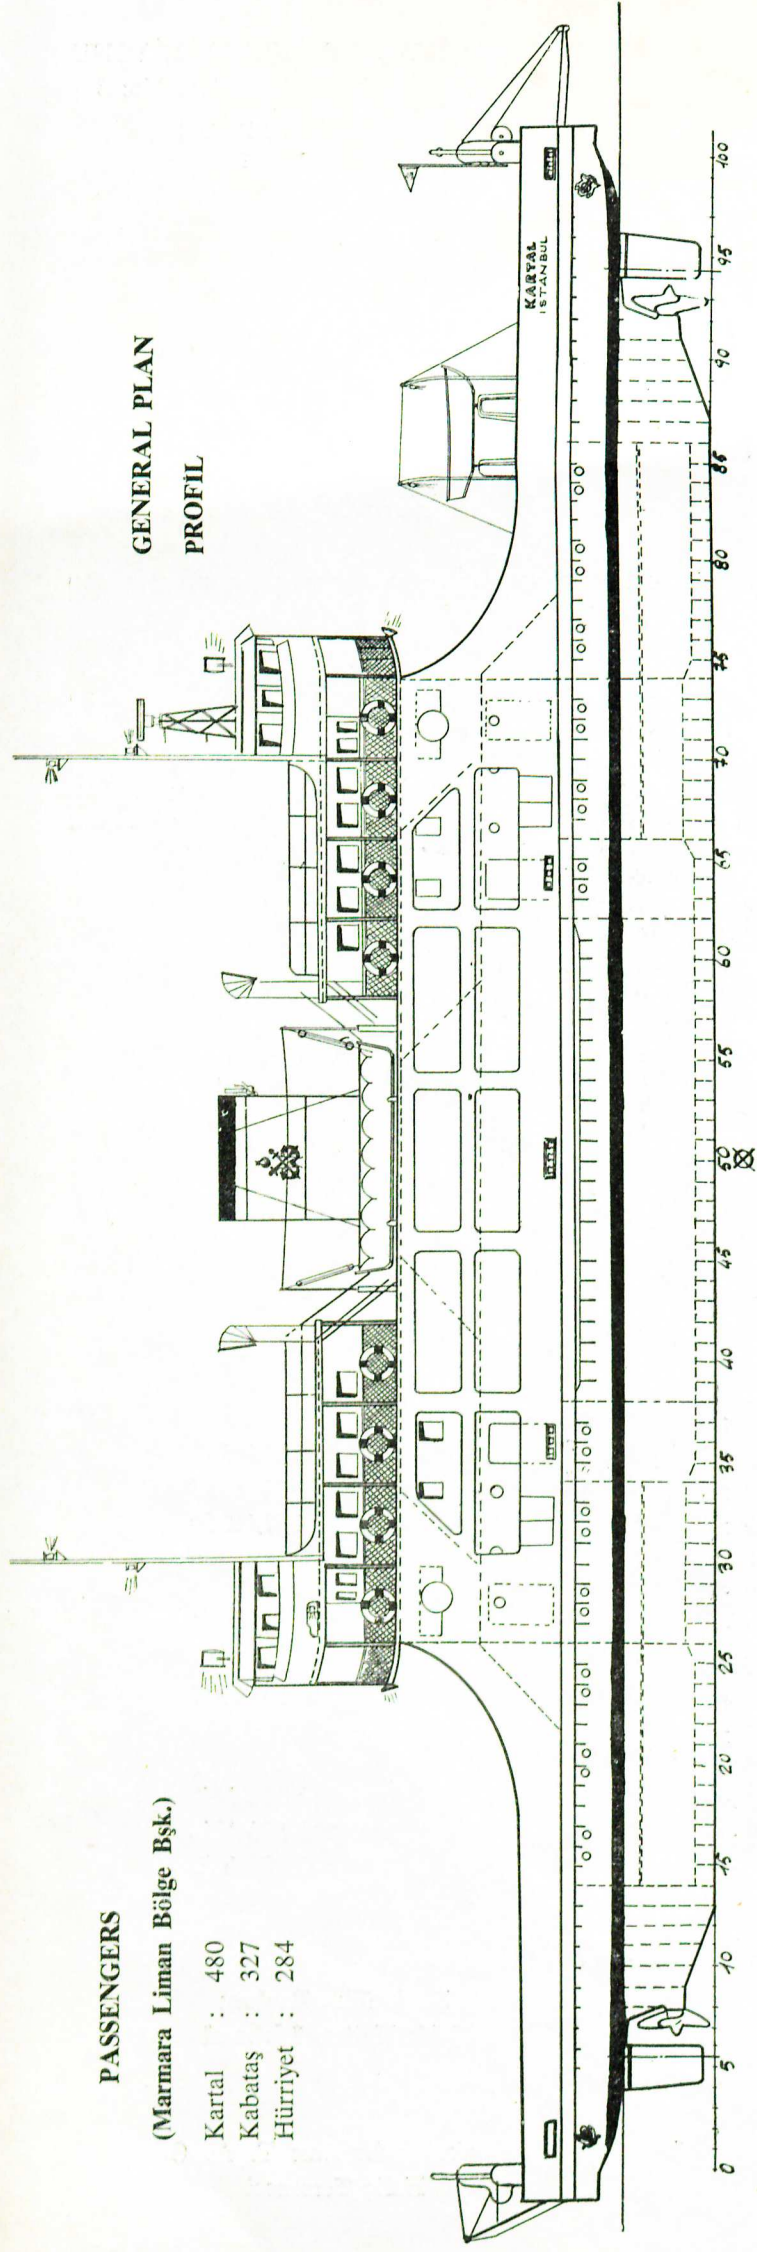 PASSENGERS
(Marmara Liman Bölge Bşk.)
Kartal : 480
Kabataş : 327
Hürriyet : 284
GENERAL PLAN
PROFİL
KARTAL
ISTANBUL
0 5 10 15 20 25 30 35 40 45 50 55 60 65 70 75 80 86 90 95 100